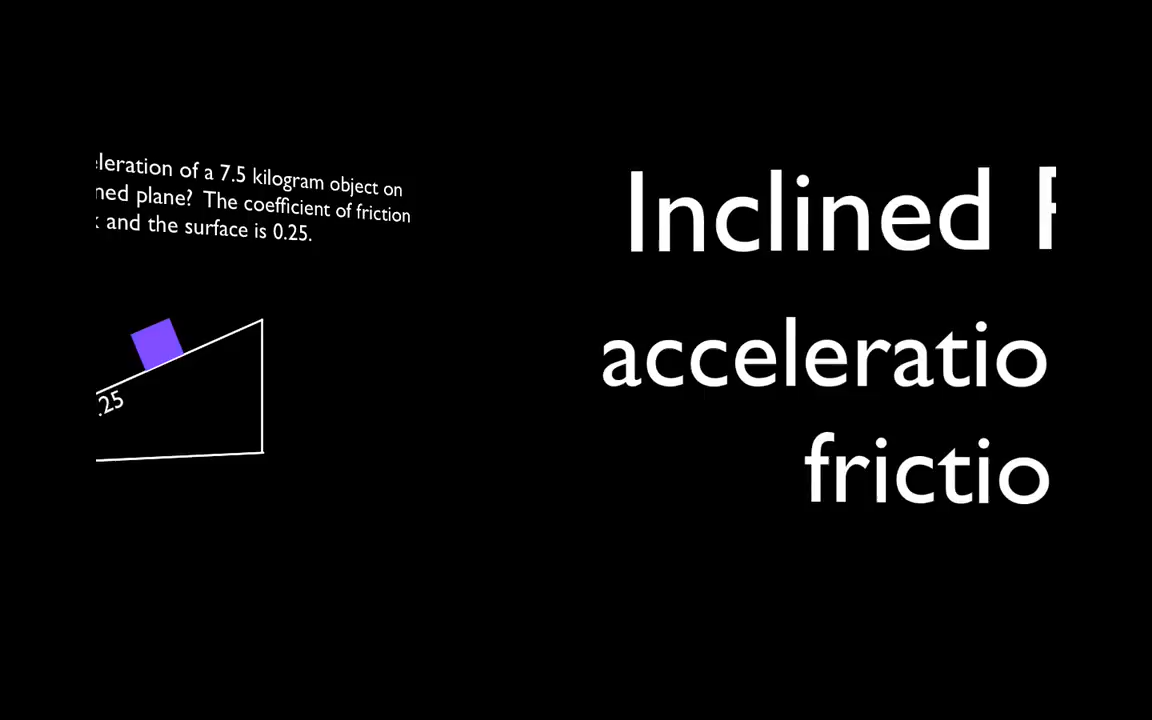 eleration of a 7.5 kilogram object on
ned plane? The coefficient of friction
k and the surface is 0.25.
.25
Inclined P
acceleratio
frictio